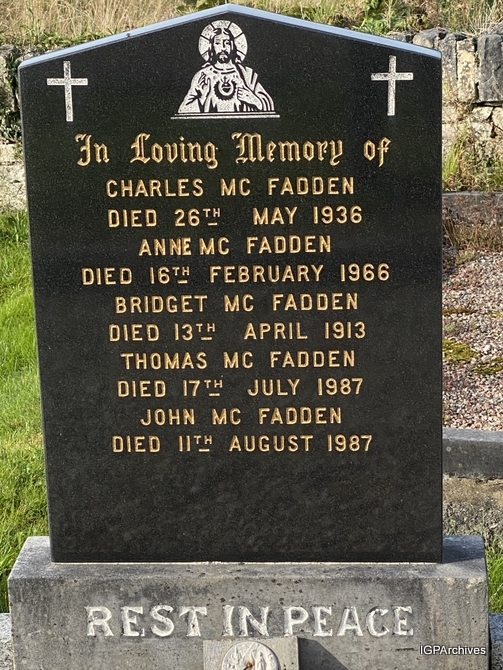 In Loving Memory of
CHARLES MC FADDEN
DIED 26TH MAY 1936
ANNE MC FADDEN
DIED 16TH FEBRUARY 1966
BRIDGET MC FADDEN
DIED 13TH APRIL 1913
THOMAS MC FADDEN
DIED 17TH JULY 1987
JOHN MC FADDEN
DIED 11TH AUGUST 1987
REST IN PEACE
IGPArchives